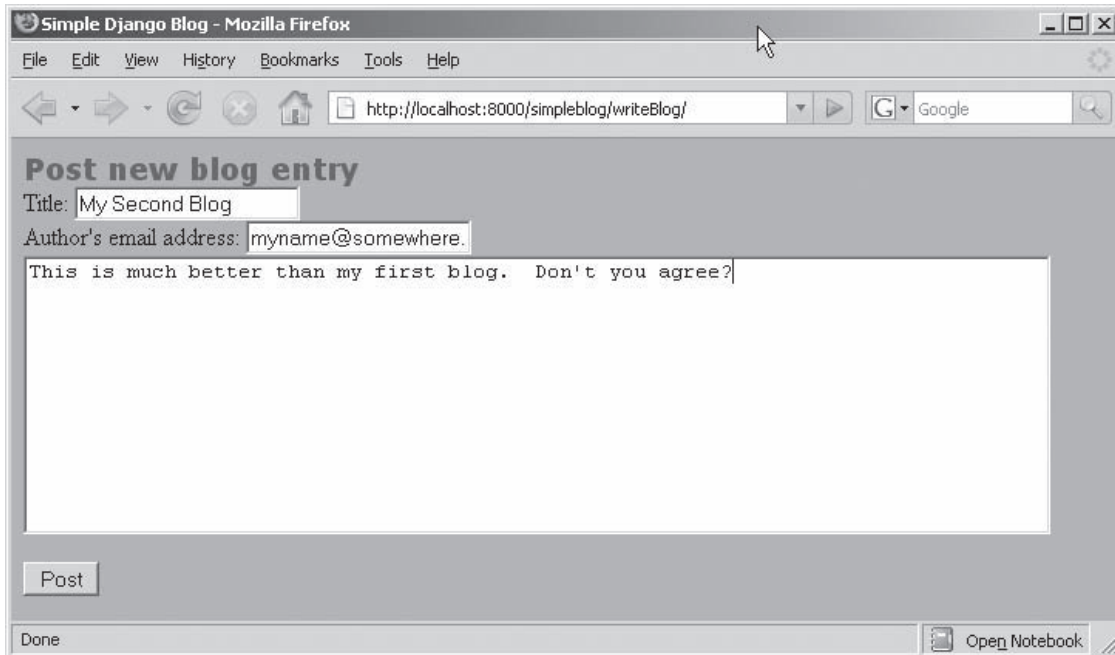 Simple Django Blog - Mozilla Firefox
File Edit View History Bookmarks Tools Help
http://localhost:8000/simpleblog/writeBlog/ G Google
Post new blog entry
Title: My Second Blog
Author's email address: myname@somewhere.
This is much better than my first blog.  Don't you agree?
Post
Done Open Notebook